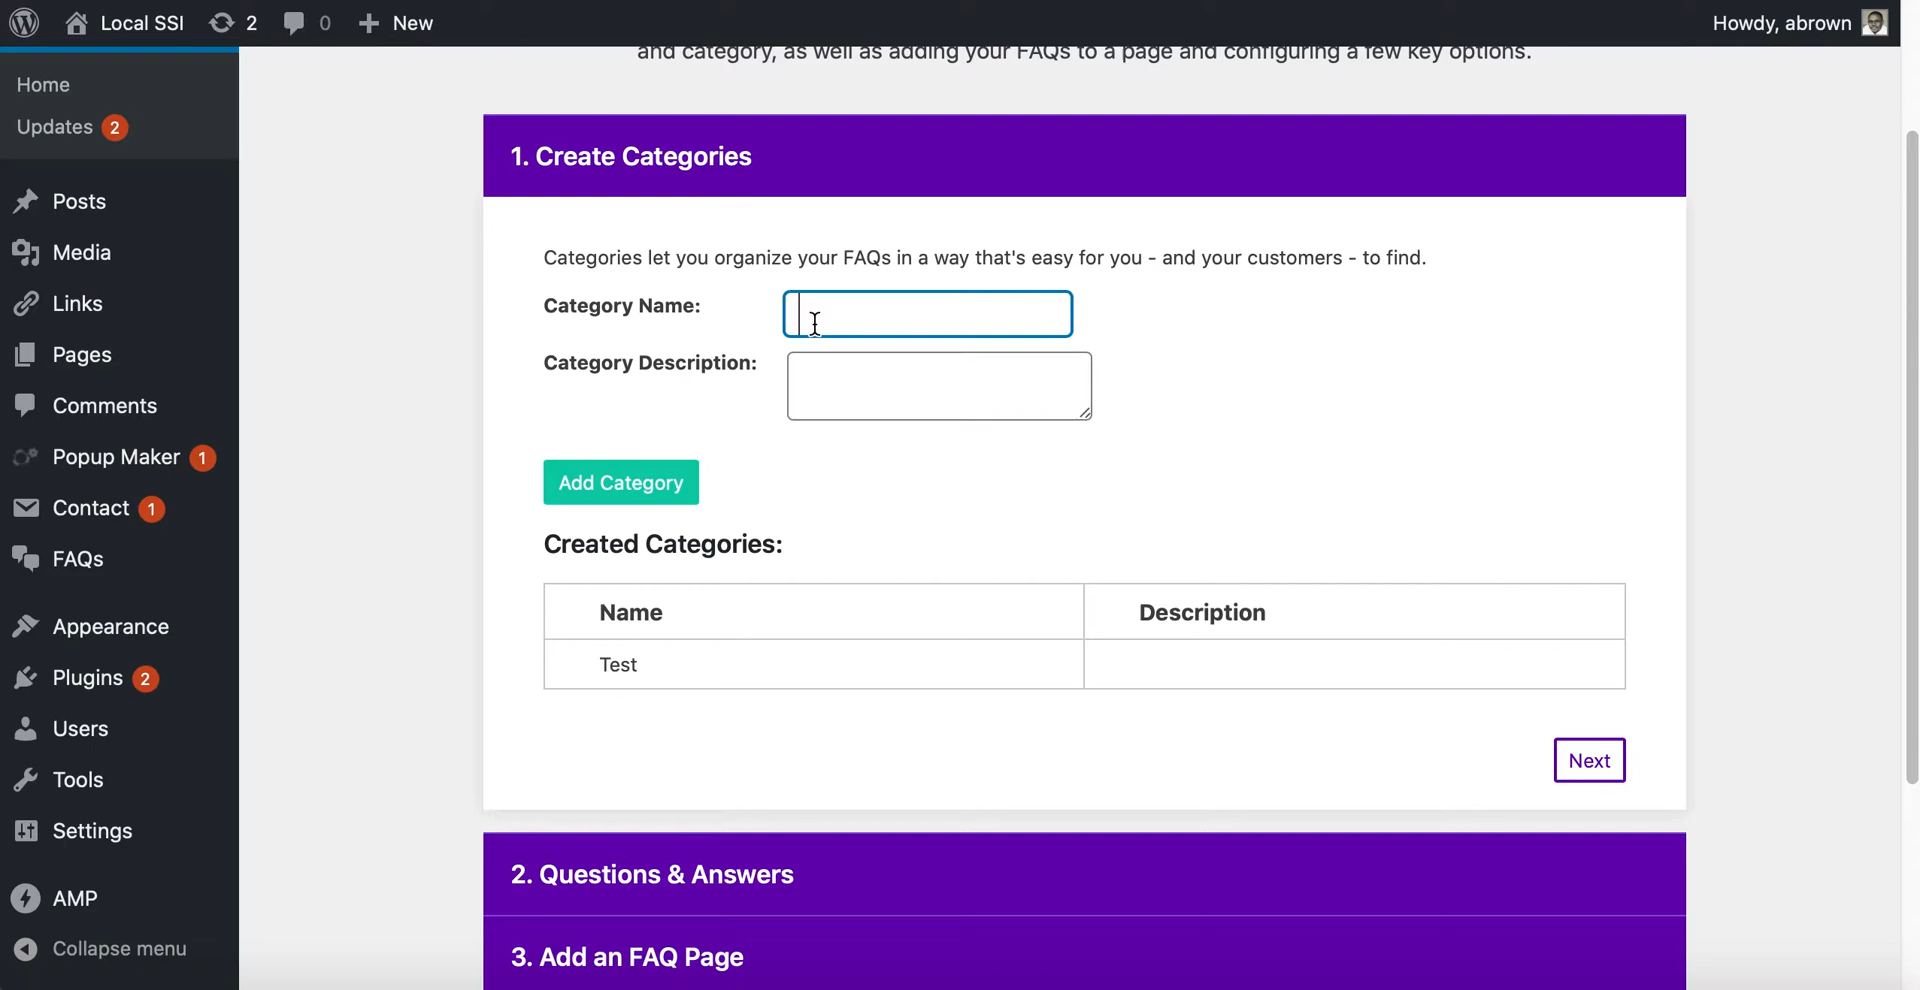 Local SSI
2
0
New
Howdy, abrown
Home
Updates 2
Posts
Media
Links
Pages
Comments
Popup Maker 1
Contact 1
FAQs
Appearance
Plugins 2
Users
Tools
Settings
AMP
Collapse menu
and category, as well as adding your FAQs to a page and configuring a few key options.
1. Create Categories
Categories let you organize your FAQs in a way that's easy for you - and your customers - to find.
Category Name:
Category Description:
Add Category
Created Categories:
Name Description
Test
Next
2. Questions & Answers
3. Add an FAQ Page